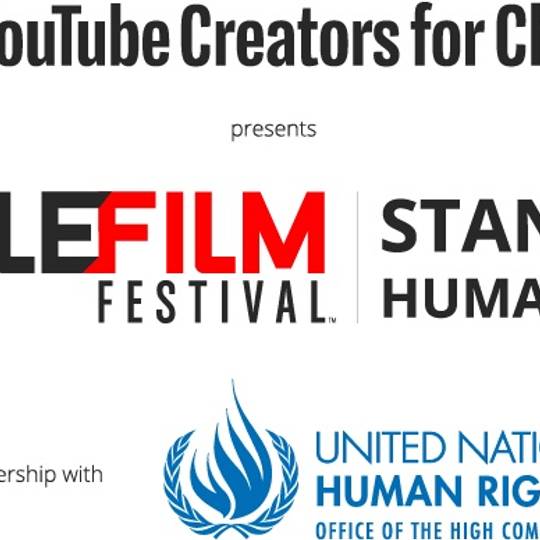 ouTube Creators for Cl
presents
LEFILM
FESTIVAL™
STAN
HUMA
ership with
UNITED NATIO
HUMAN RIG
OFFICE OF THE HIGH COM